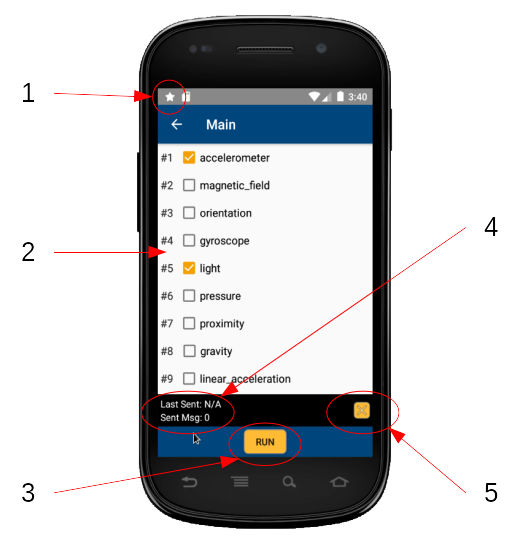 1
3:40
Main
#1 accelerometer
#2 magnetic_field
#3 orientation
4
#4 gyroscope
2
#5 light
#6 pressure
#7 proximity
#8 gravity
#9 linear_acceleration
Last Sent: N/A
Sent Msg: 0
RUN
3
5